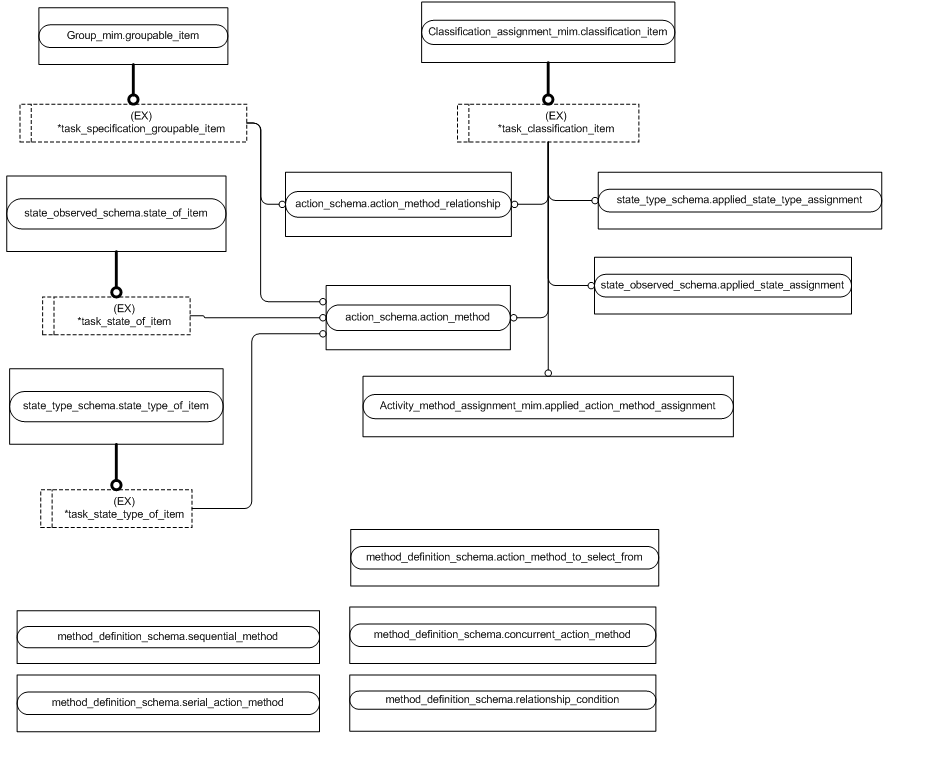 Group_mim.groupable_item
Classification_assignment_mim.classification_item
(EX)
*task_specification_groupable_item
(EX)
*task_classification_item
state_observed_schema.state_of_item
action_schema.action_method_relationship
state_type_schema.applied_state_type_assignment
state_observed_schema.applied_state_assignment
(EX)
*task_state_of_item
action_schema.action_method
state_type_schema.state_type_of_item
Activity_method_assignment_mim.applied_action_method_assignment
(EX)
*task_state_type_of_item
method_definition_schema.action_method_to_select_from
method_definition_schema.sequential_method
method_definition_schema.concurrent_action_method
method_definition_schema.serial_action_method
method_definition_schema.relationship_condition